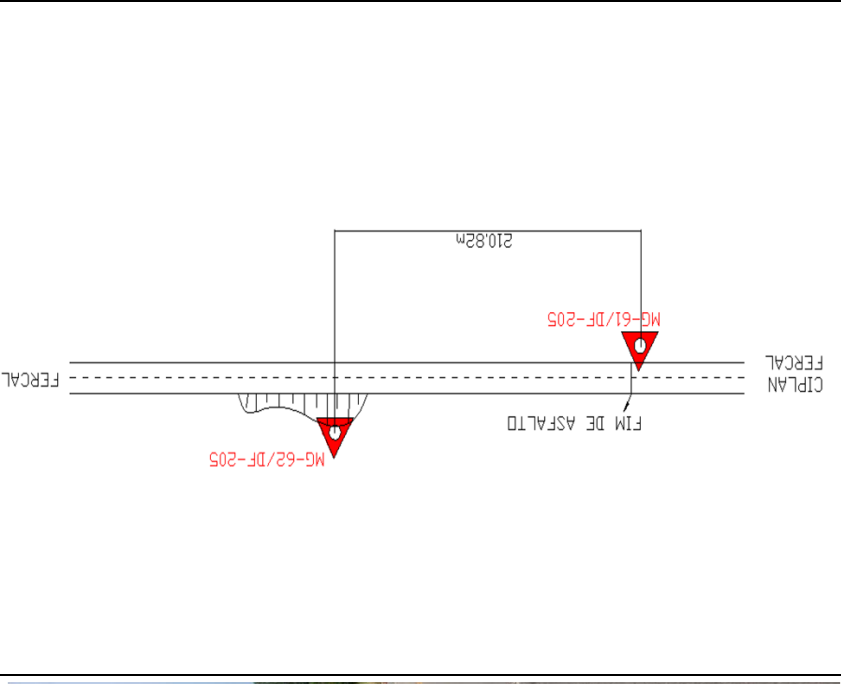 MG-62/DF-205
FIM DE ASFALTO
CIPLAN
FERCAL
FERCAL
MG-61/DF-205
210.82m